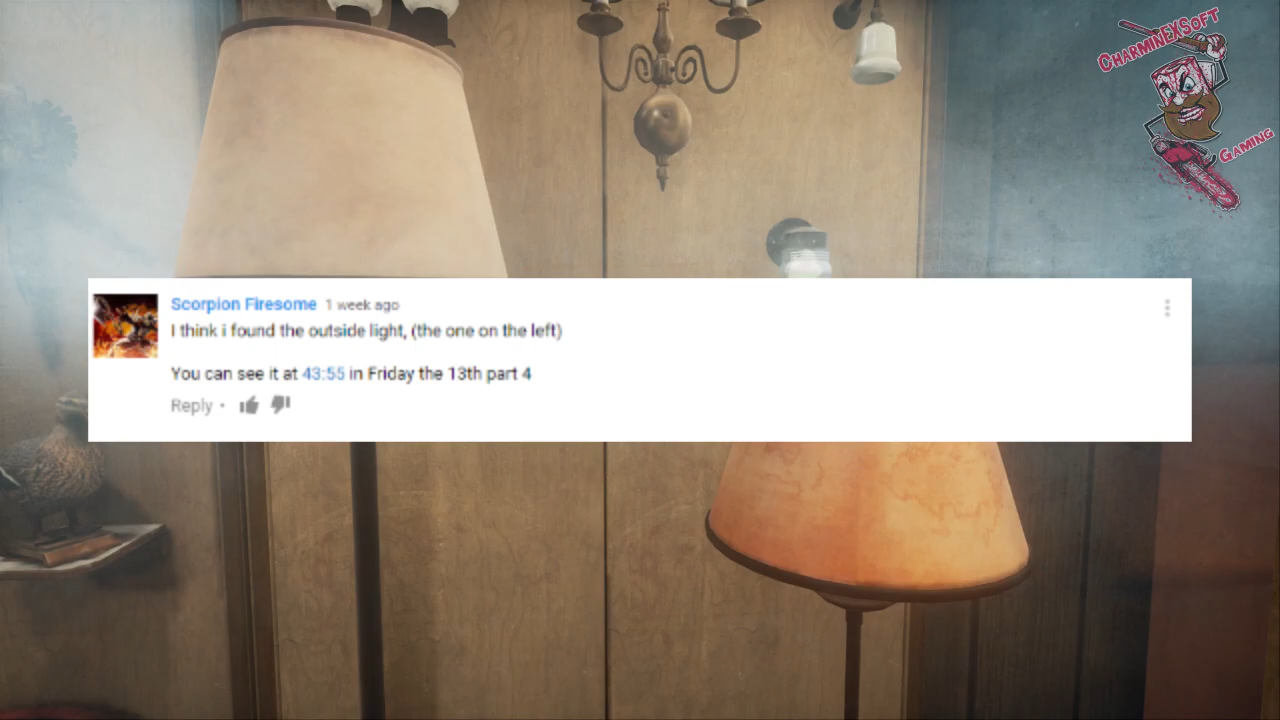 CHARMINEXSOFT
GAMING
Scorpion Firesome 1 week ago
I think i found the outside light, (the one on the left)
You can see it at 43:55 in Friday the 13th part 4
Reply •